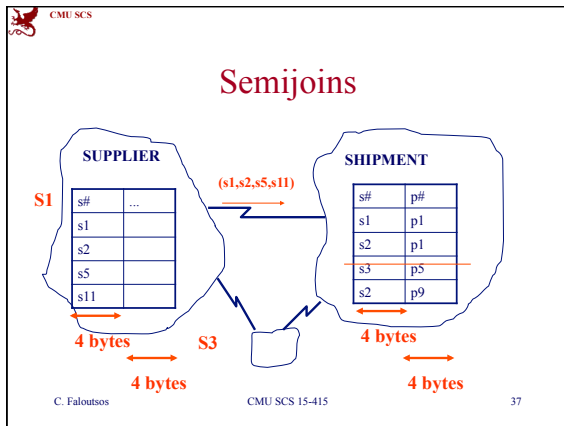 CMU SCS
Semijoins
SUPPLIER
SHIPMENT
(s1,s2,s5,s11)
S1
s# ...
s1
s2
s5
s11
s# p#
s1 p1
s2 p1
s3 p5
s2 p9
4 bytes
4 bytes
S3
4 bytes
4 bytes
C. Faloutsos CMU SCS 15-415 37